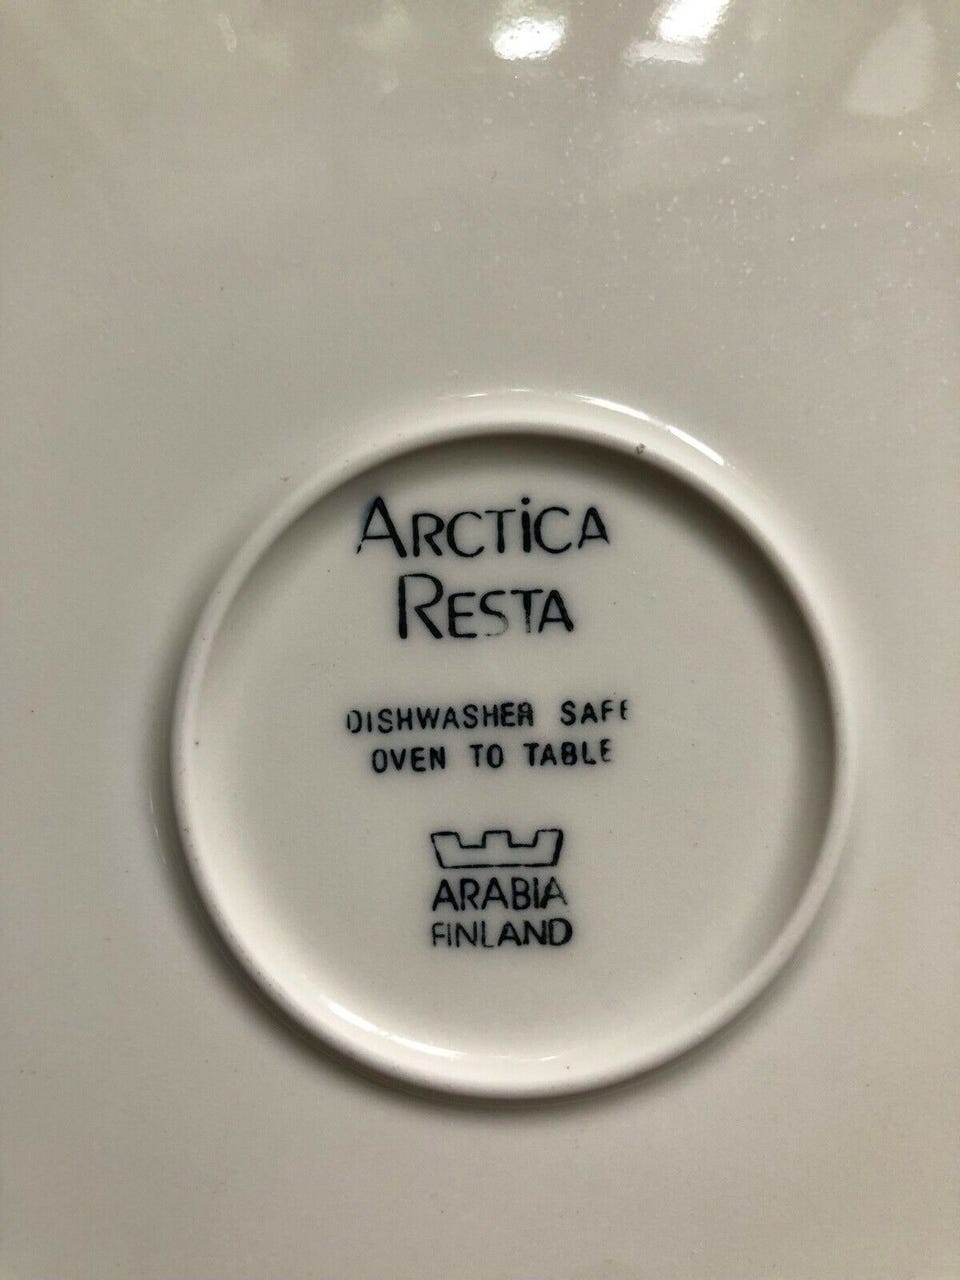 ARCTiCA
RESTA
DISHWASHER SAFE
OVEN TO TABLE
ARABIA
FINLAND